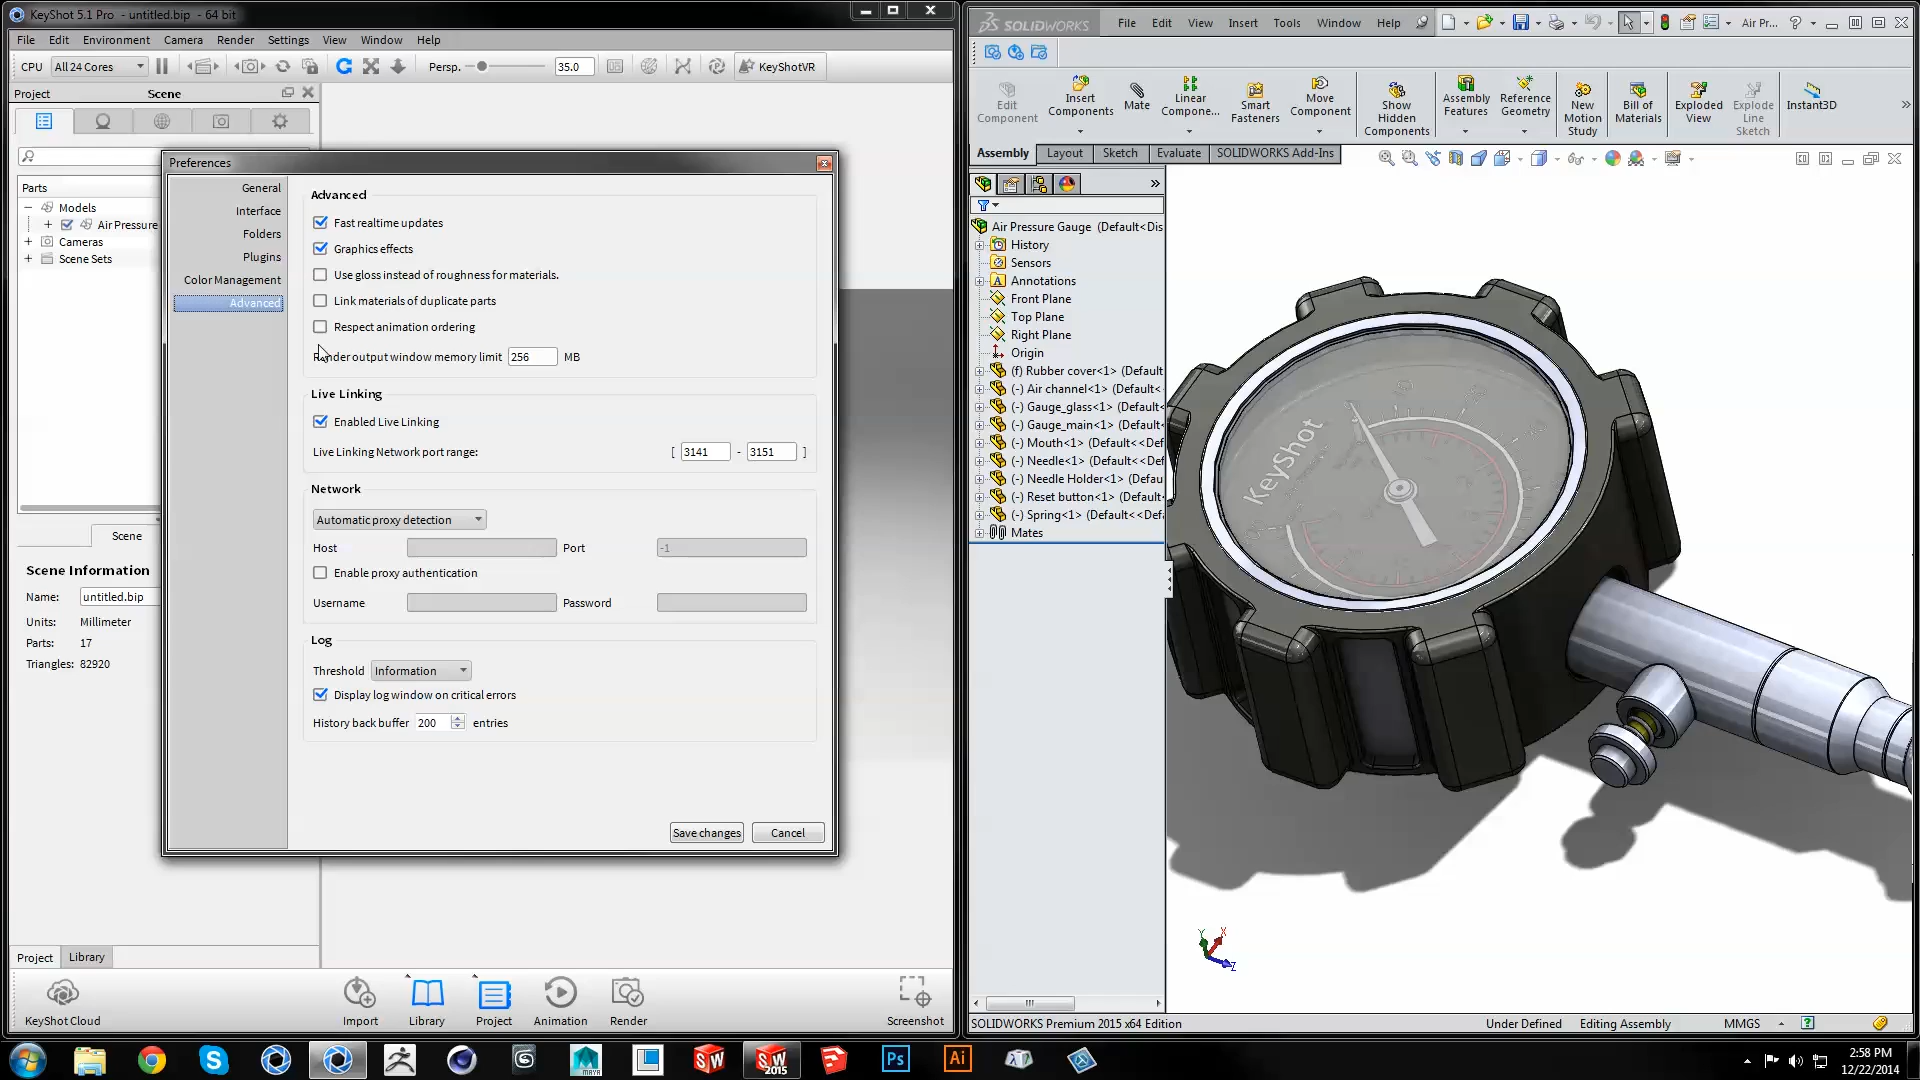 KeyShot 5.1 Pro - untitled.bip - 64 bit
File Edit Environment Camera Render Settings View Window Help
CPU All 24 Cores Persp. 35.0 KeyShotVR
Project Scene
Parts
Models
Air Pressure
Cameras
Scene Sets
Scene
Scene Information
Name: untitled.bip
Units: Millimeter
Parts: 17
Triangles: 82920
Project Library
KeyShot Cloud Import Library Project Animation Render Screenshot
Preferences
General
Interface
Folders
Plugins
Color Management
Advanced
Advanced
Fast realtime updates
Graphics effects
Use gloss instead of roughness for materials.
Link materials of duplicate parts
Respect animation ordering
Render output window memory limit 256 MB
Live Linking
Enabled Live Linking
Live Linking Network port range: [ 3141 - 3151 ]
Network
Automatic proxy detection
Host Port -1
Enable proxy authentication
Username Password
Log
Threshold Information
Display log window on critical errors
History back buffer 200 entries
Save changes Cancel
SOLIDWORKS File Edit View Insert Tools Window Help Air Pr... ?
Edit Component
Insert Components
Mate
Linear Compone...
Smart Fasteners
Move Component
Show Hidden Components
Assembly Features
Reference Geometry
New Motion Study
Bill of Materials
Exploded View
Explode Line Sketch
Instant3D
Assembly Layout Sketch Evaluate SOLIDWORKS Add-Ins
Air Pressure Gauge (Default<Dis
History
Sensors
Annotations
Front Plane
Top Plane
Right Plane
Origin
(f) Rubber cover<1> (Default
(-) Air channel<1> (Default<
(-) Gauge_glass<1> (Default<
(-) Gauge_main<1> (Default<
(-) Mouth<1> (Default<<Def
(-) Needle<1> (Default<<Def
(-) Needle Holder<1> (Defau
(-) Reset button<1> (Default
(-) Spring<1> (Default<<Def
Mates
KeyShot
Y X Z
SOLIDWORKS Premium 2015 x64 Edition Under Defined Editing Assembly MMGS
MAYA SW SW 2015 Ps Ai
2:58 PM
12/22/2014